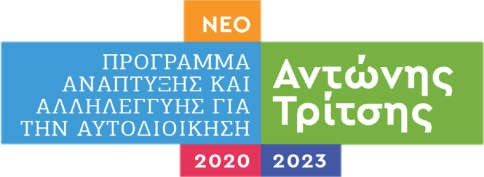 ΝΕΟ
ΠΡΟΓΡΑΜΜΑ
ΑΝΑΠΤΥΞΗΣ ΚΑΙ
ΑΛΛΗΛΕΓΓΥΗΣ ΓΙΑ
ΤΗΝ ΑΥΤΟΔΙΟΙΚΗΣΗ
Αντώνης
Τρίτσης
2020 2023